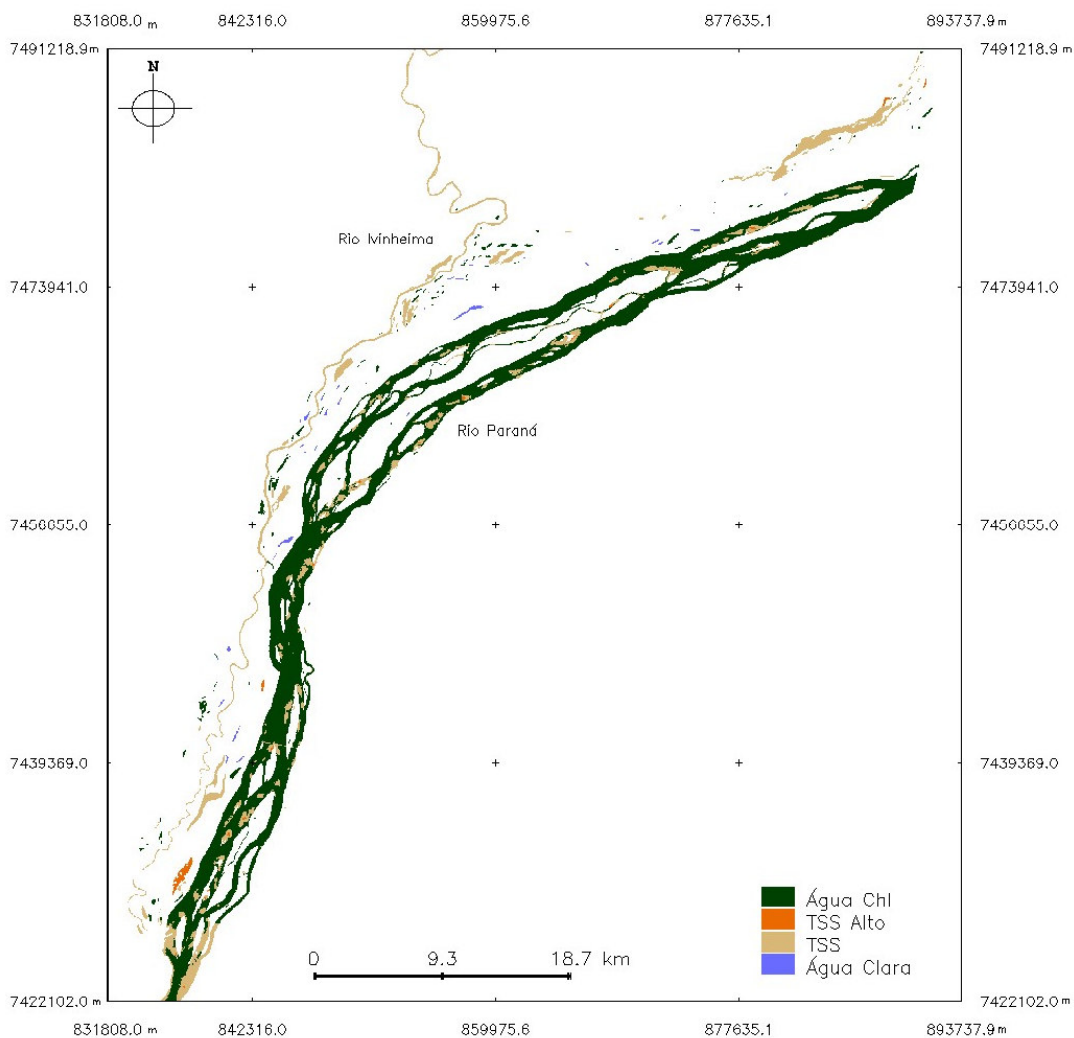 831808.0 m 842316.0 859975.6 877635.1 893737.9 m
7491218.9 m 7491218.9 m
N
Rio Ivinheima
7473941.0 7473941.0
Rio Paraná
7456655.0 7456655.0
7439369.0 7439369.0
Água Chl
TSS Alto
TSS
Água Clara
0 9.3 18.7 km
7422102.0 m 7422102.0 m
831808.0 m 842316.0 859975.6 877635.1 893737.9 m